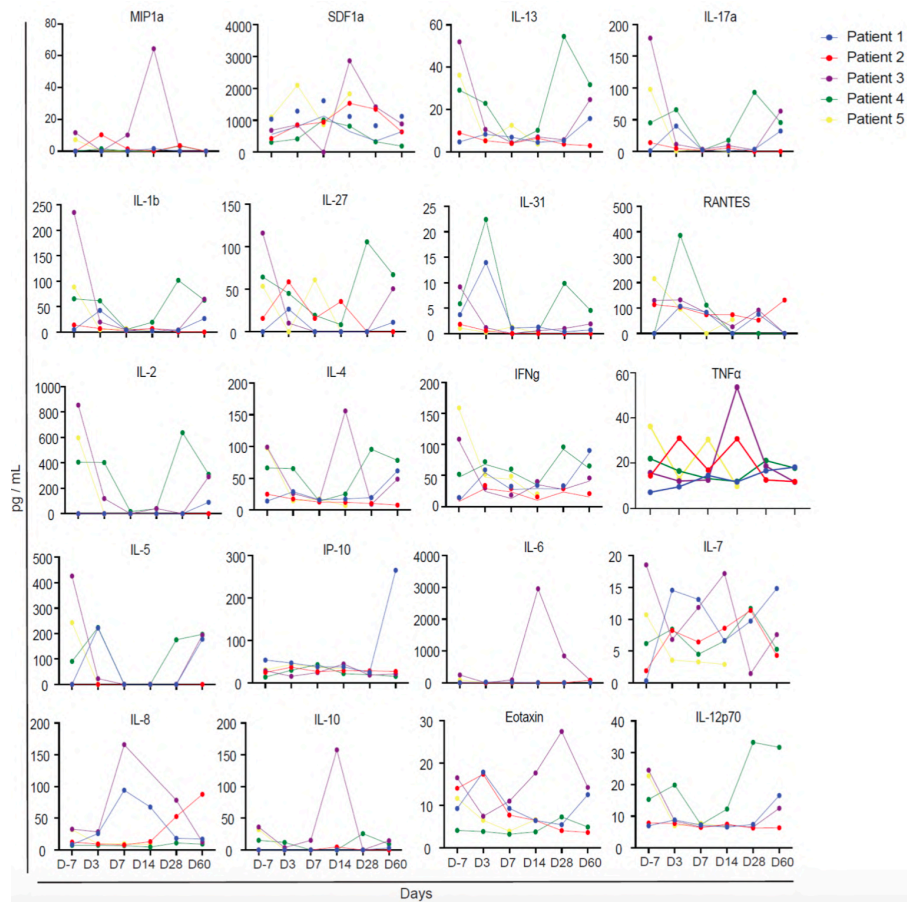 MIP1a SDF1a IL-13 IL-17a
80 60 40 20 0
4000 3000 2000 1000 0
60 40 20 0
200 150 100 50 0
Patient 1
Patient 2
Patient 3
Patient 4
Patient 5
IL-1b IL-27 IL-31 RANTES
250 200 150 100 50 0
150 100 50 0
25 20 15 10 5 0
500 400 300 200 100 0
IL-2 IL-4 IFNg TNFα
1000 800 600 400 200 0
200 150 100 50 0
200 150 100 50 0
60 40 20 0
pg / mL
IL-5 IP-10 IL-6 IL-7
500 400 300 200 100 0
300 200 100 0
4000 3000 2000 1000 0
20 15 10 5 0
IL-8 IL-10 Eotaxin IL-12p70
200 150 100 50 0
200 150 100 50 0
30 20 10 0
40 30 20 10 0
D-7 D3 D7 D14 D28 D60 D-7 D3 D7 D14 D28 D60 D-7 D3 D7 D14 D28 D60 D-7 D3 D7 D14 D28 D60
Days